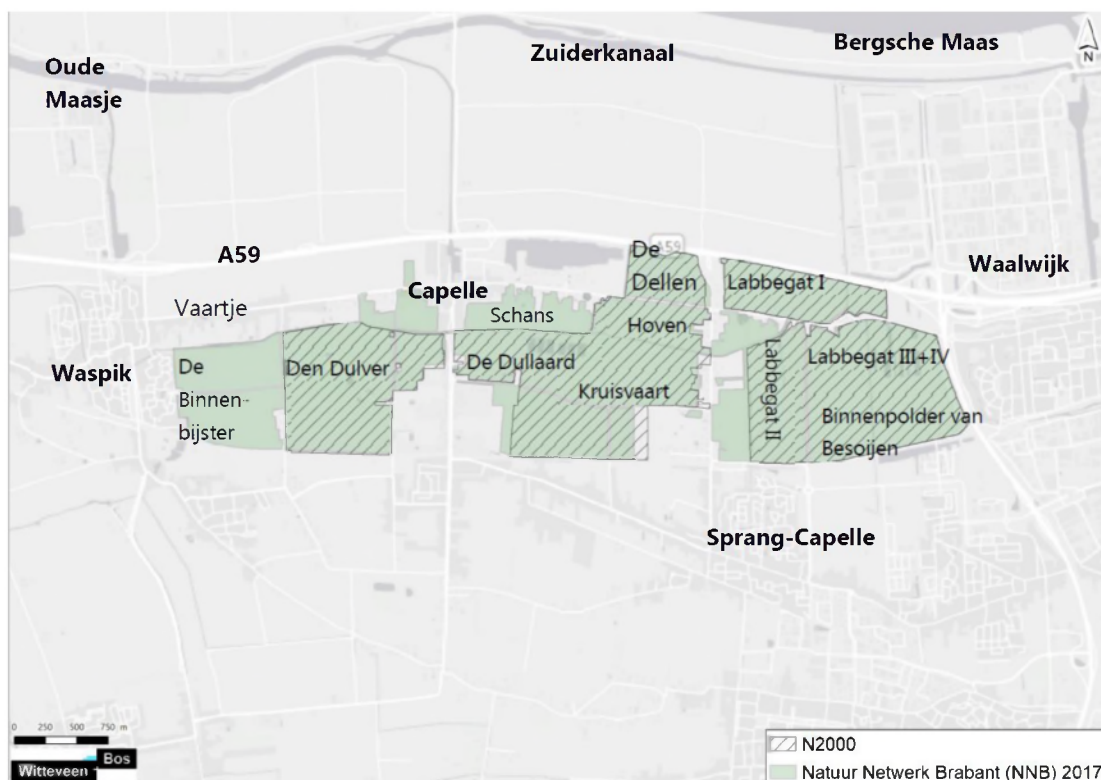 Bergsche Maas
Zuiderkanaal
Oude
Maasje
N
A59
A59
De
Dellen
Waalwijk
Labbegat I
Capelle
Vaartje
Schans
Hoven
Waspik
De
Binnen-
bijster
Den Dulver
De Dullaard
Kruisvaart
Labbegat II
Labbegat III+IV
Binnenpolder van
Besoijen
Sprang-Capelle
0 250 500 750 m
Witteveen +
Bos
N2000
Natuur Netwerk Brabant (NNB) 2017